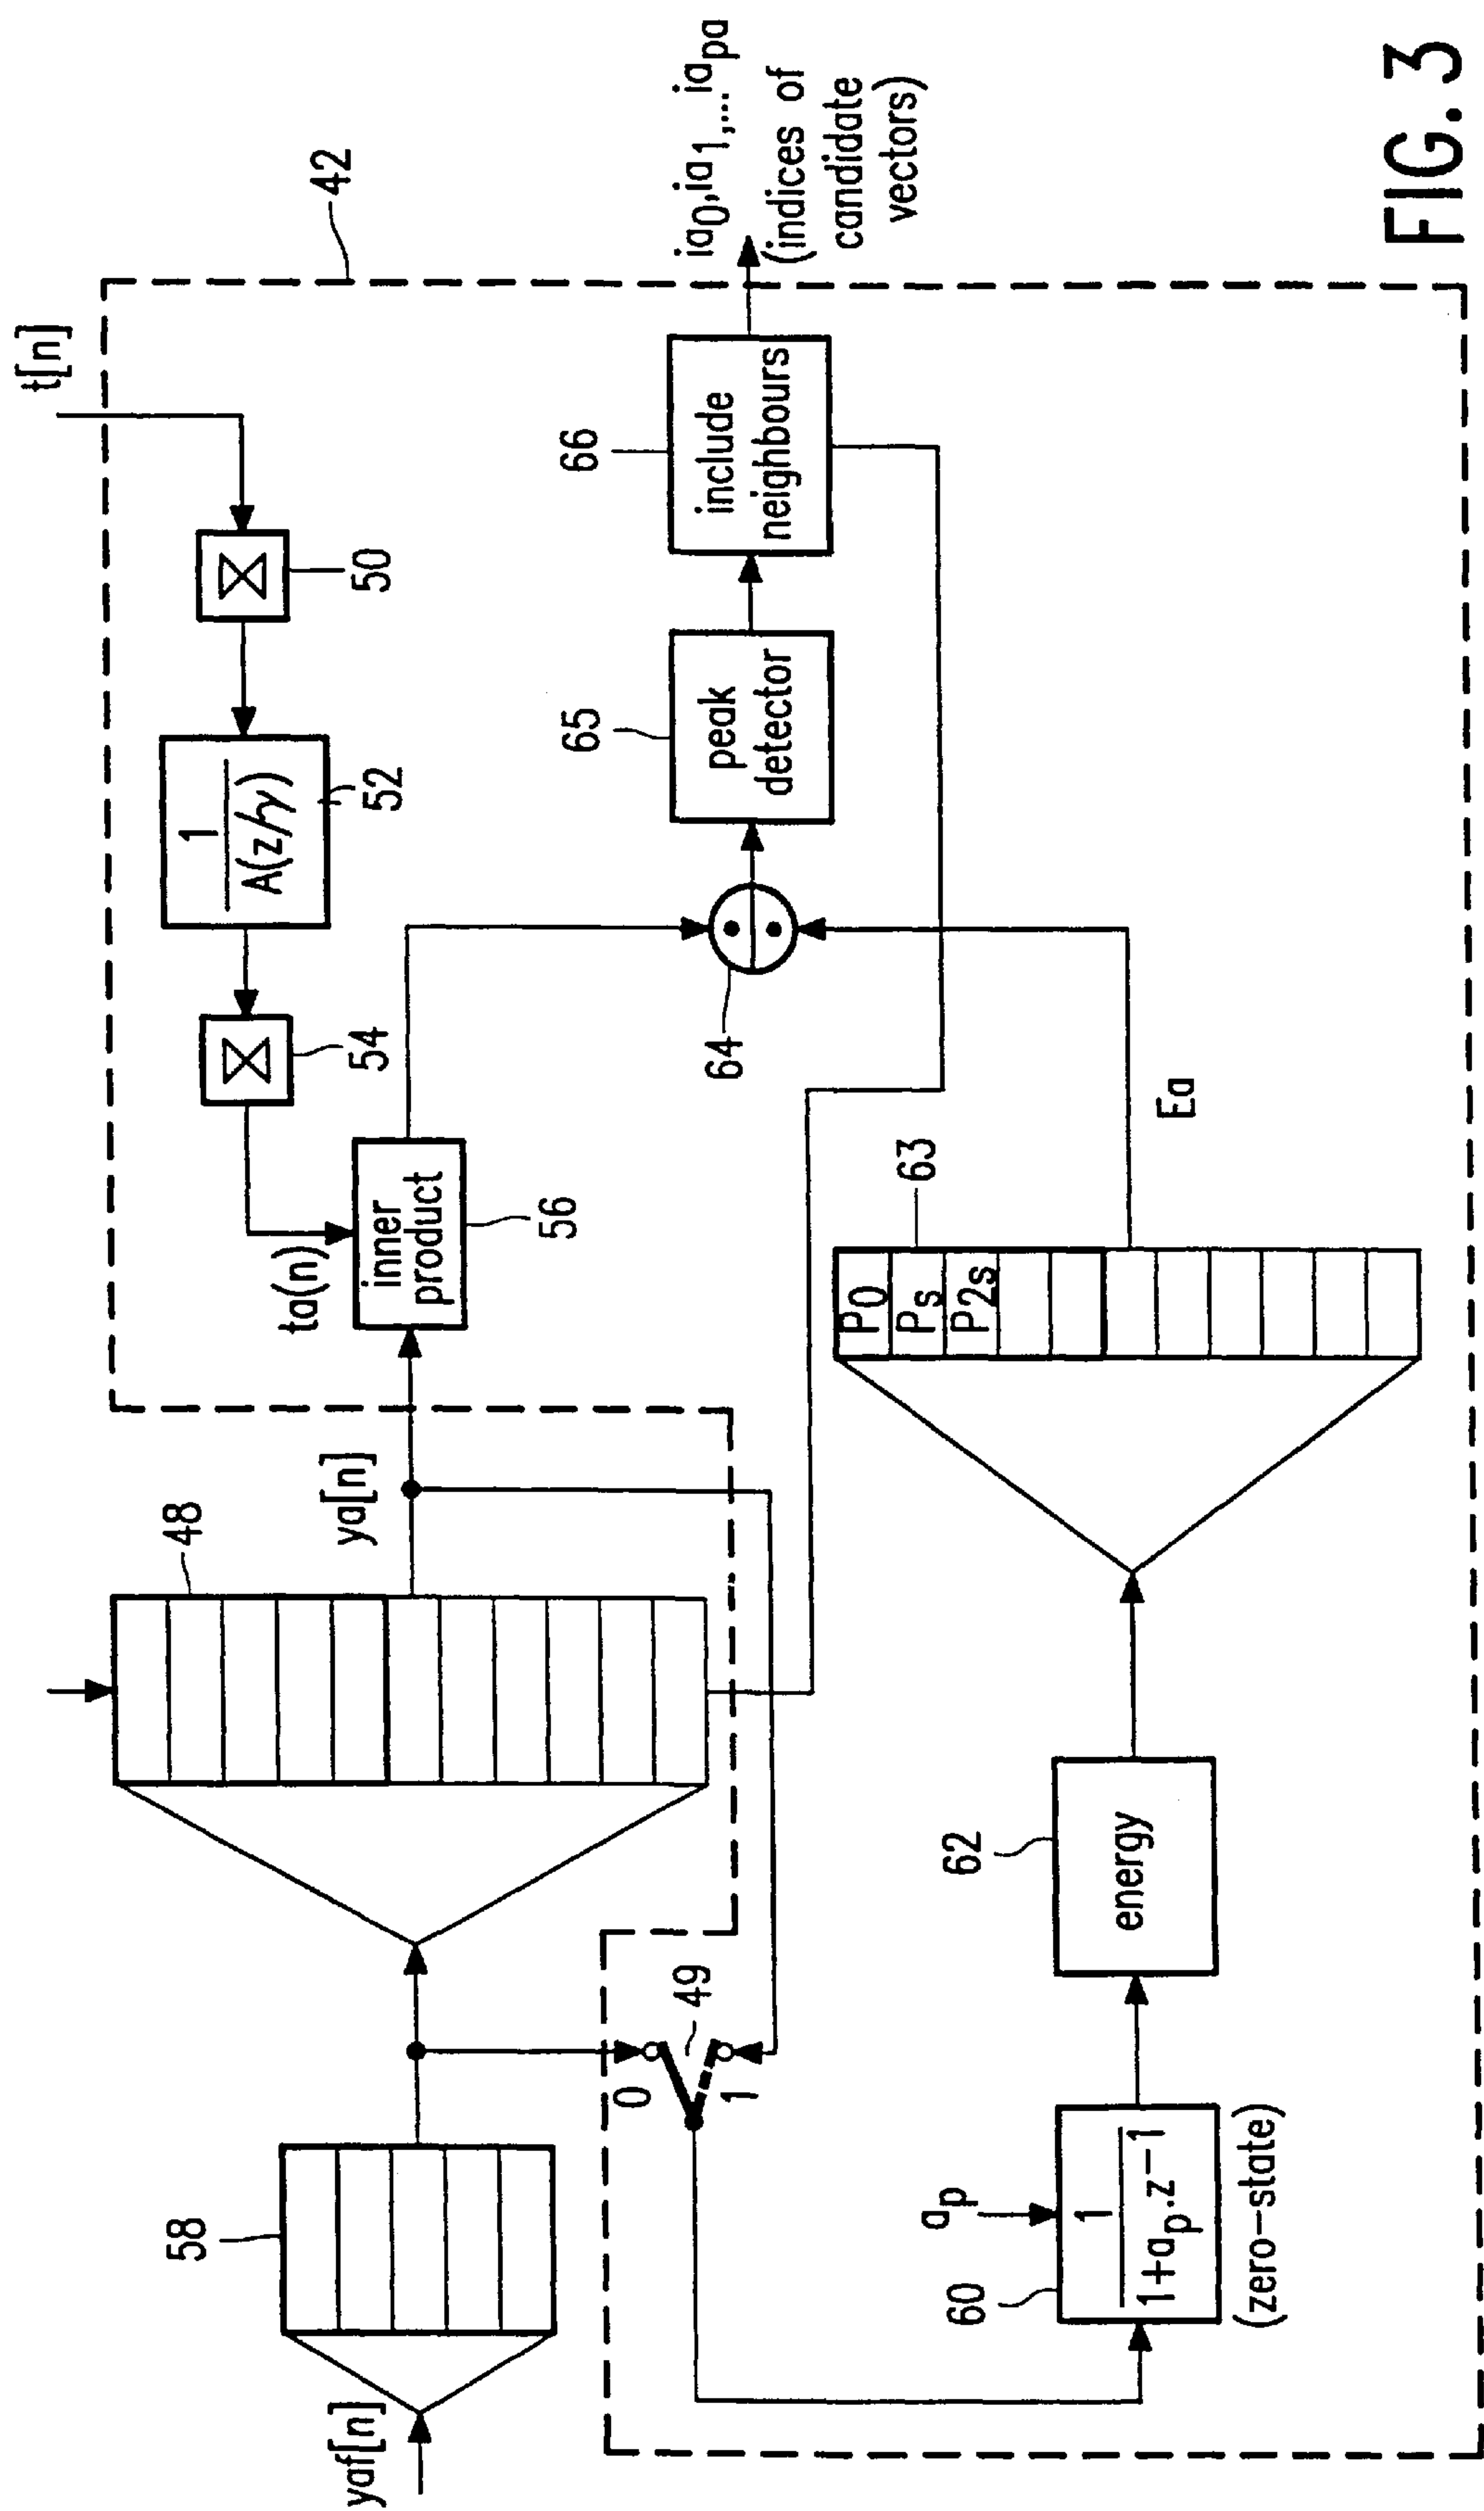 t[n]
42
50
1
A(z/γ)
52
54
ta(n)
inner
product
56
48
ya[n]
58
yaf[n]
0
49
1
64
peak
detector
65
include
neighbours
66
ia0,ia1,...iapa
(indices of
candidate
vectors)
ap
60
1
1+ap.z−1
(zero-state)
energy
62
P0
Ps
P2s
63
Ea
FIG. 3